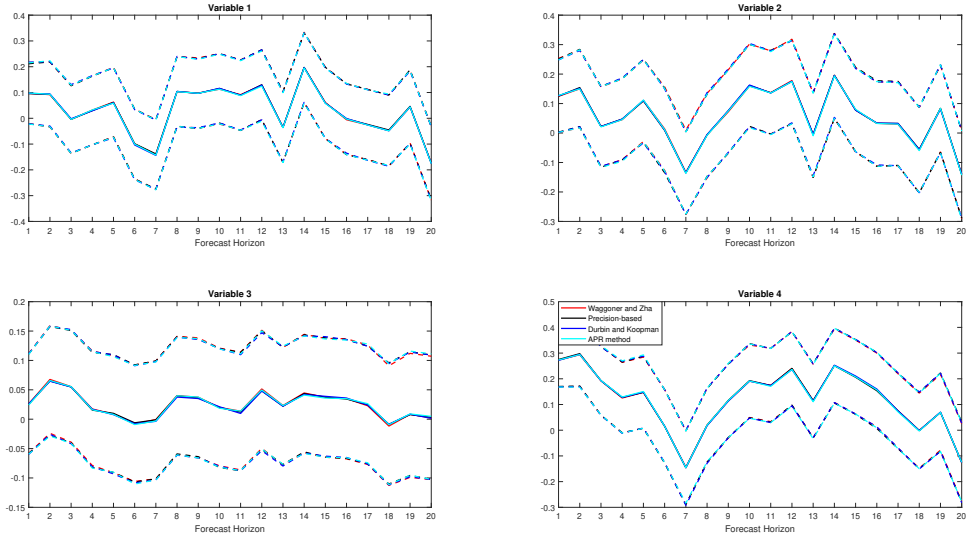 Variable 1
0.4
0.3
0.2
0.1
0
-0.1
-0.2
-0.3
-0.4
1 2 3 4 5 6 7 8 9 10 11 12 13 14 15 16 17 18 19 20
Forecast Horizon
Variable 2
0.4
0.3
0.2
0.1
0
-0.1
-0.2
-0.3
1 2 3 4 5 6 7 8 9 10 11 12 13 14 15 16 17 18 19 20
Forecast Horizon
Variable 3
0.2
0.15
0.1
0.05
0
-0.05
-0.1
-0.15
1 2 3 4 5 6 7 8 9 10 11 12 13 14 15 16 17 18 19 20
Forecast Horizon
Variable 4
0.5
0.4
0.3
0.2
0.1
0
-0.1
-0.2
-0.3
Waggoner and Zha
Precision-based
Durbin and Koopman
APR method
1 2 3 4 5 6 7 8 9 10 11 12 13 14 15 16 17 18 19 20
Forecast Horizon